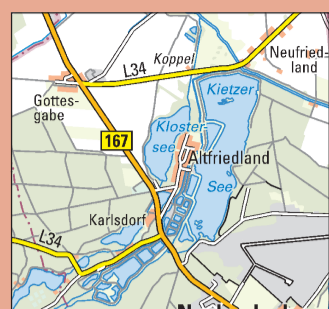 Koppel
Neufried-
land
L34
Kietzer
Gottes-
gabe
Kloster-
see
167
Altfriedland
See
Karlsdorf
L34